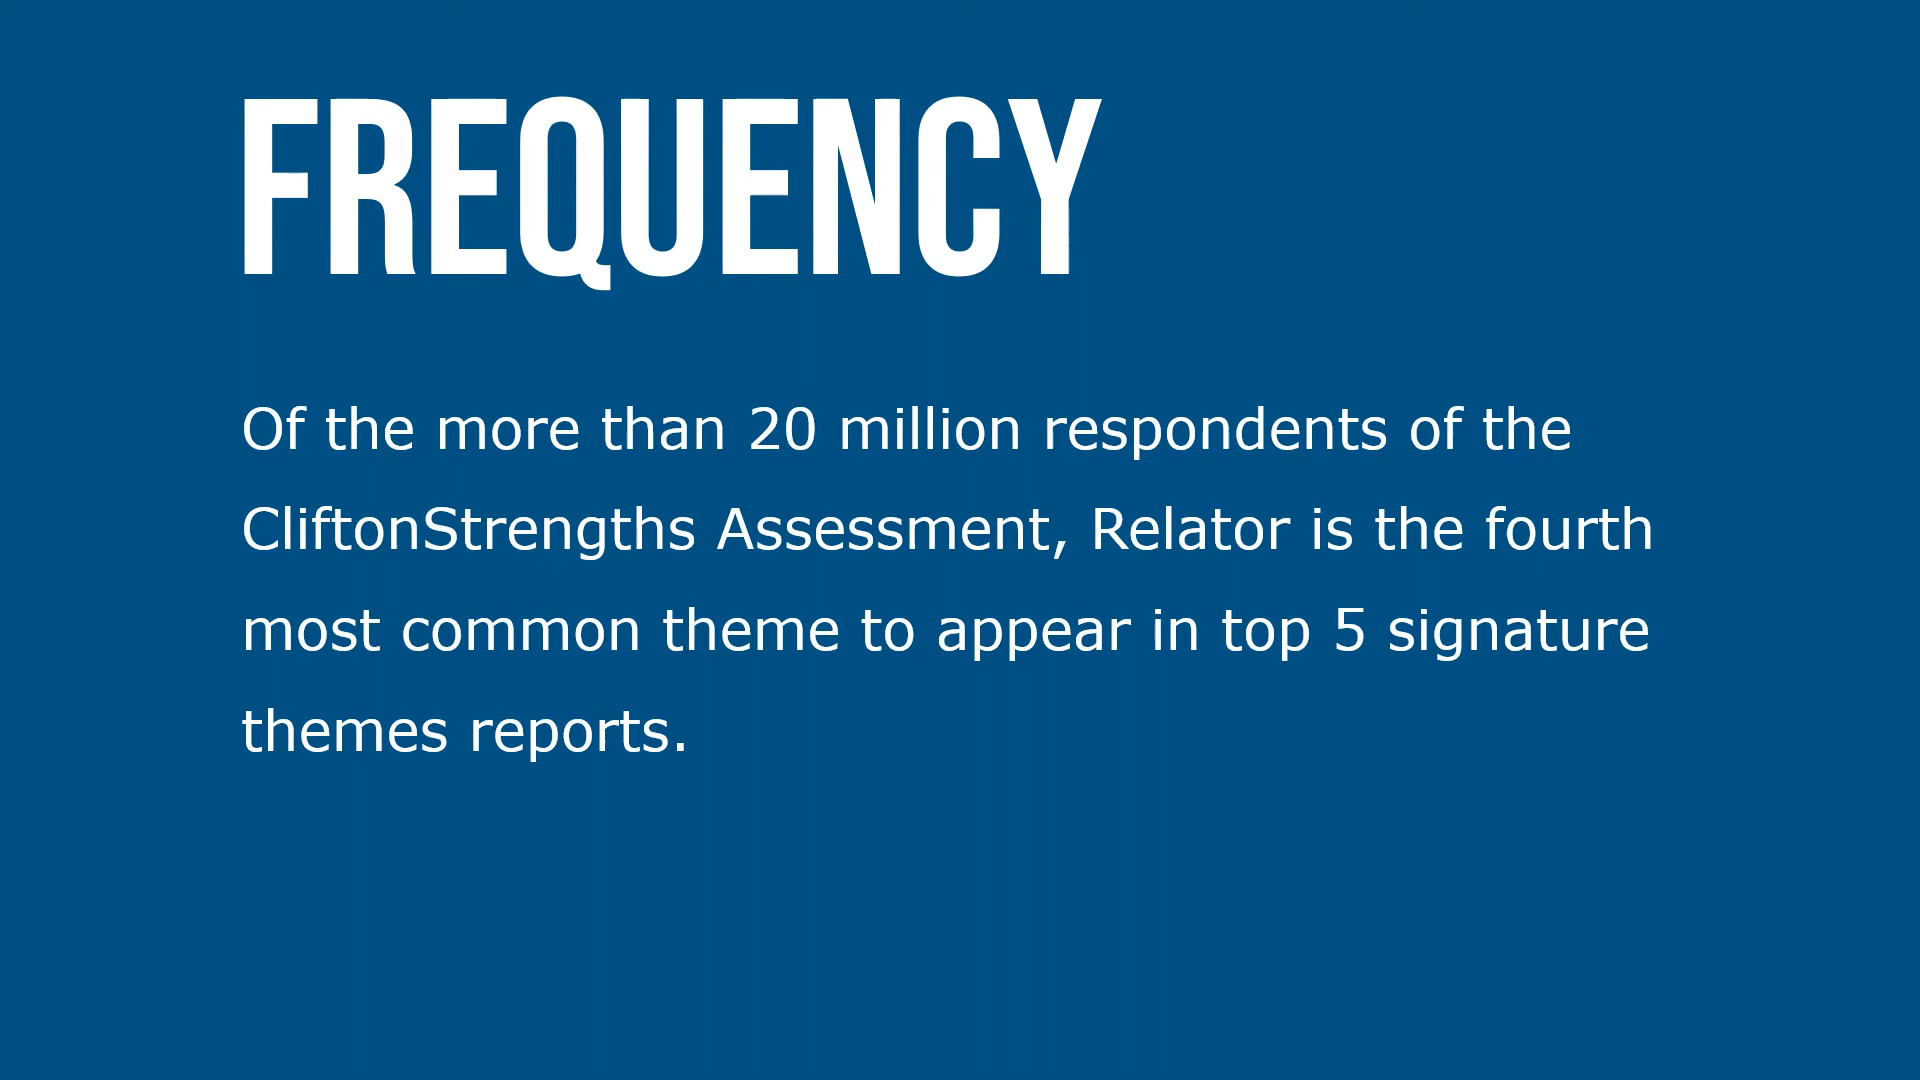 FREQUENCY
Of the more than 20 million respondents of the
CliftonStrengths Assessment, Relator is the fourth
most common theme to appear in top 5 signature
themes reports.